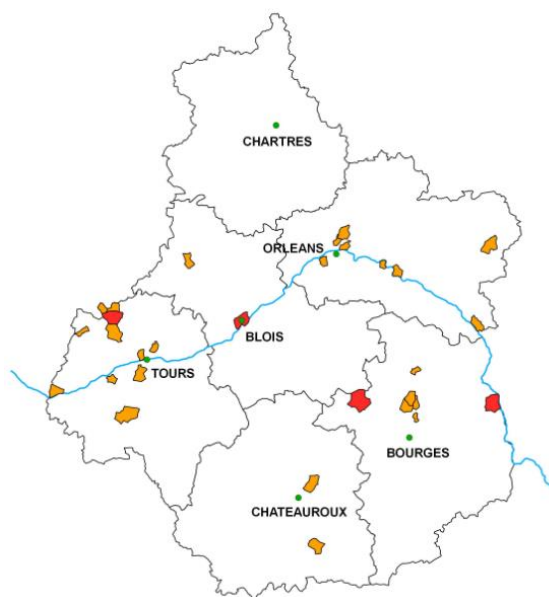 CHARTRES
ORLEANS
BLOIS
TOURS
BOURGES
CHATEAUROUX